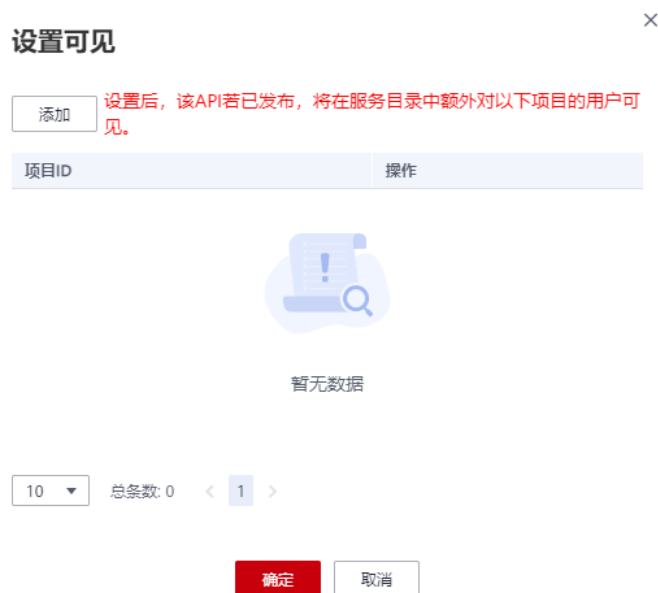 设置可见
添加
设置后，该API若已发布，将在服务目录中额外对以下项目的用户可
见。
项目ID 操作
暂无数据
10 总条数: 0 1
确定 取消